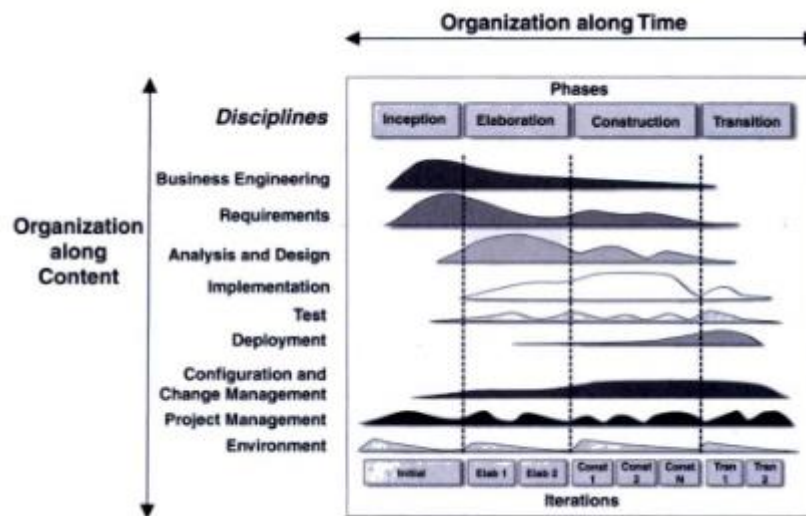 Organization along Time
Phases
Disciplines
Inception
Elaboration
Construction
Transition
Organization
along
Content
Business Engineering
Requirements
Analysis and Design
Implementation
Test
Deployment
Configuration and
Change Management
Project Management
Environment
Initial
Elab 1
Elab 2
Const
1
Const
2
Const
N
Tran
1
Tran
2
Iterations